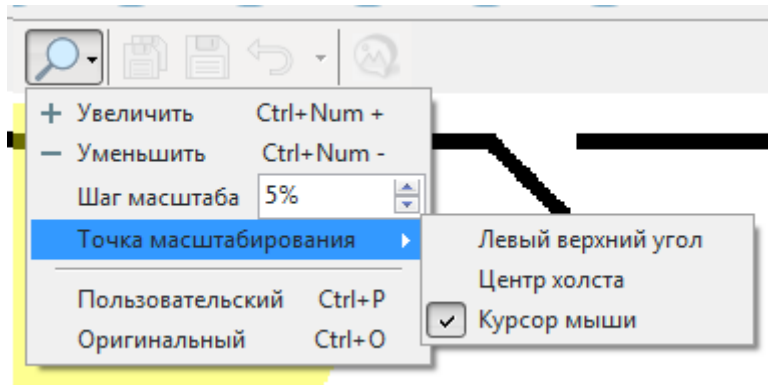 Увеличить Ctrl+Num +
Уменьшить Ctrl+Num -
Шаг масштаба 5%
Точка масштабирования
Левый верхний угол
Центр холста
Курсор мыши
Пользовательский Ctrl+P
Оригинальный Ctrl+O